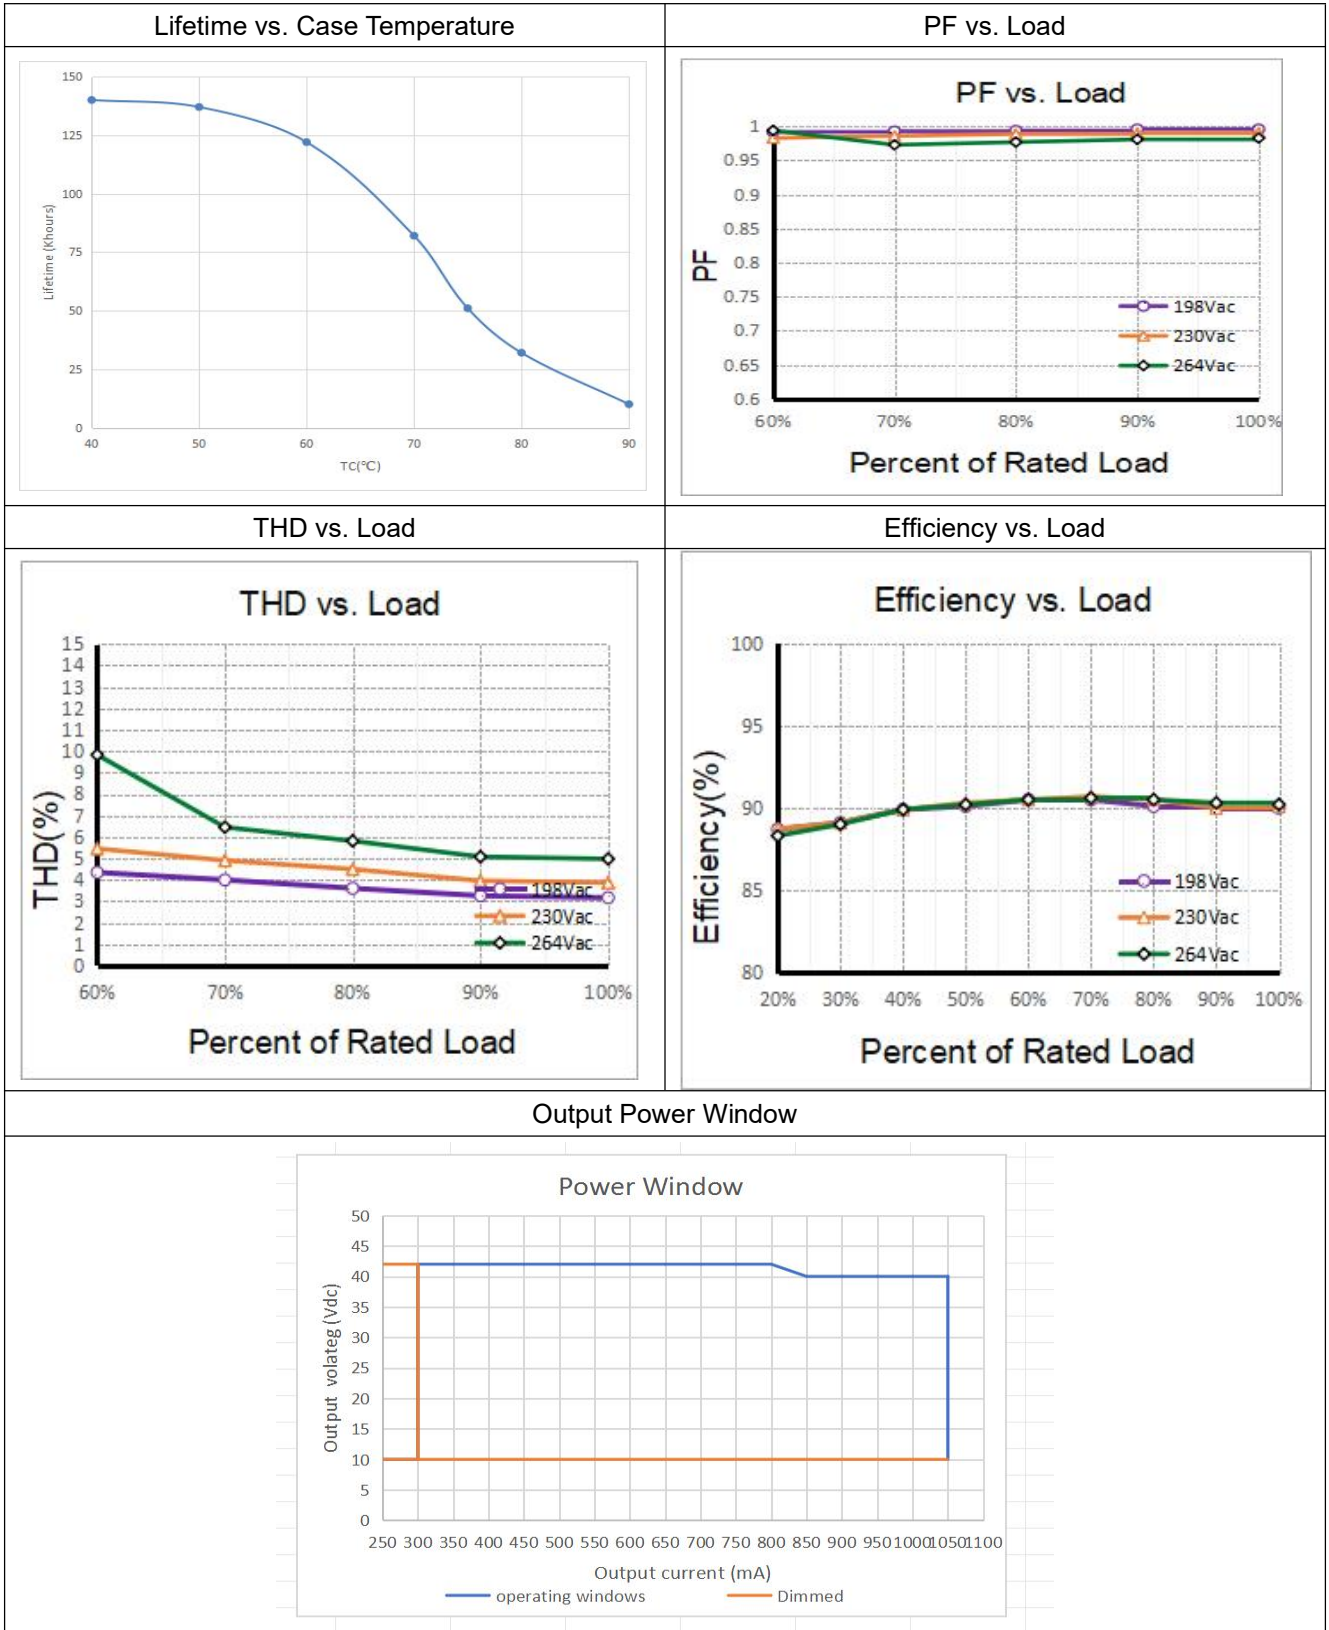 Lifetime vs. Case Temperature
PF vs. Load
150
125
100
75
50
25
0
40 50 60 70 80 90
Lifetime (Khours)
TC(℃)
PF vs. Load
1
0.95
0.9
0.85
0.8
0.75
0.7
0.65
0.6
PF
198Vac
230Vac
264Vac
60% 70% 80% 90% 100%
Percent of Rated Load
THD vs. Load
Efficiency vs. Load
THD vs. Load
15
14
13
12
11
10
9
8
7
6
5
4
3
2
1
0
THD(%)
198Vac
230Vac
264Vac
60% 70% 80% 90% 100%
Percent of Rated Load
Efficiency vs. Load
100
95
90
85
80
Efficiency(%)
198Vac
230Vac
264Vac
20% 30% 40% 50% 60% 70% 80% 90% 100%
Percent of Rated Load
Output Power Window
Power Window
50
45
40
35
30
25
20
15
10
5
0
Output volateg (Vdc)
250 300 350 400 450 500 550 600 650 700 750 800 850 900 950 1000 1050 1100
Output current (mA)
operating windows Dimmed